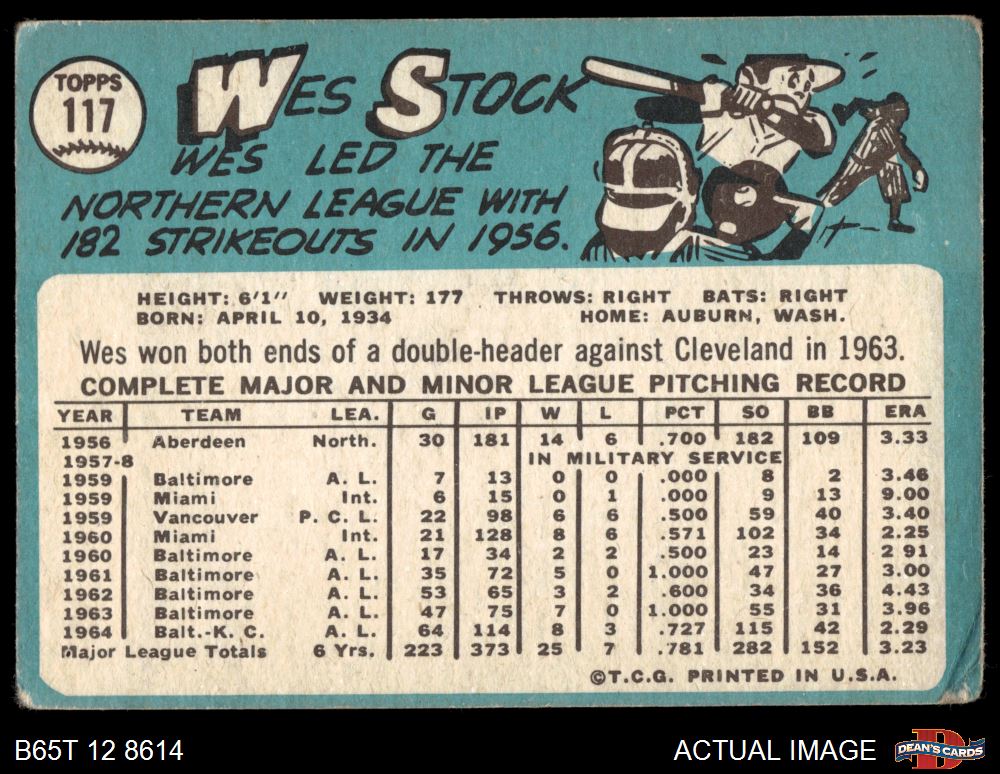 TOPPS
117
WES STOCK
WES LED THE
NORTHERN LEAGUE WITH
182 STRIKEOUTS IN 1956.
HEIGHT: 6'1" WEIGHT: 177 THROWS: RIGHT BATS: RIGHT
BORN: APRIL 10, 1934 HOME: AUBURN, WASH.
Wes won both ends of a double-header against Cleveland in 1963.
COMPLETE MAJOR AND MINOR LEAGUE PITCHING RECORD
YEAR TEAM LEA. G IP W L PCT SO BB ERA
1956 Aberdeen North. 30 181 14 6 .700 182 109 3.33
1957-8 IN MILITARY SERVICE
1959 Baltimore A. L. 7 13 0 0 .000 8 2 3.46
1959 Miami Int. 6 15 0 1 .000 9 13 9.00
1959 Vancouver P. C. L. 22 98 6 6 .500 59 40 3.40
1960 Miami Int. 21 128 8 6 .571 102 34 2.25
1960 Baltimore A. L. 17 34 2 2 .500 23 14 2 91
1961 Baltimore A. L. 35 72 5 0 1.000 47 27 3.00
1962 Baltimore A. L. 53 65 3 2 .600 34 36 4.43
1963 Baltimore A. L. 47 75 7 0 1.000 55 31 3.96
1964 Balt.-K. C. A. L. 64 114 8 3 .727 115 42 2.29
Major League Totals 6 Yrs. 223 373 25 7 .781 282 152 3.23
©T.C.G. PRINTED IN U.S.A.
B65T 12 8614 ACTUAL IMAGE DEAN'S CARDS